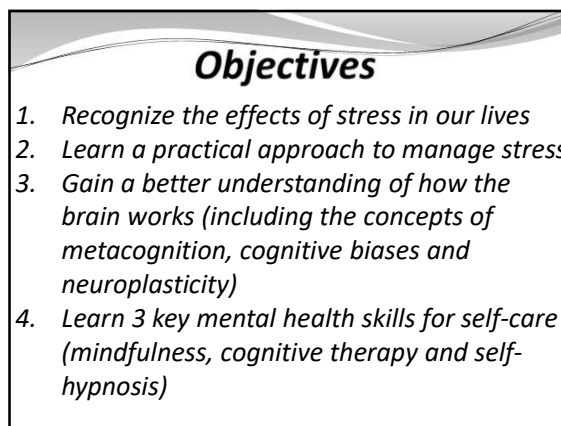 Objectives
1. Recognize the effects of stress in our lives
2. Learn a practical approach to manage stress
3. Gain a better understanding of how the
brain works (including the concepts of
metacognition, cognitive biases and
neuroplasticity)
4. Learn 3 key mental health skills for self-care
(mindfulness, cognitive therapy and self-
hypnosis)